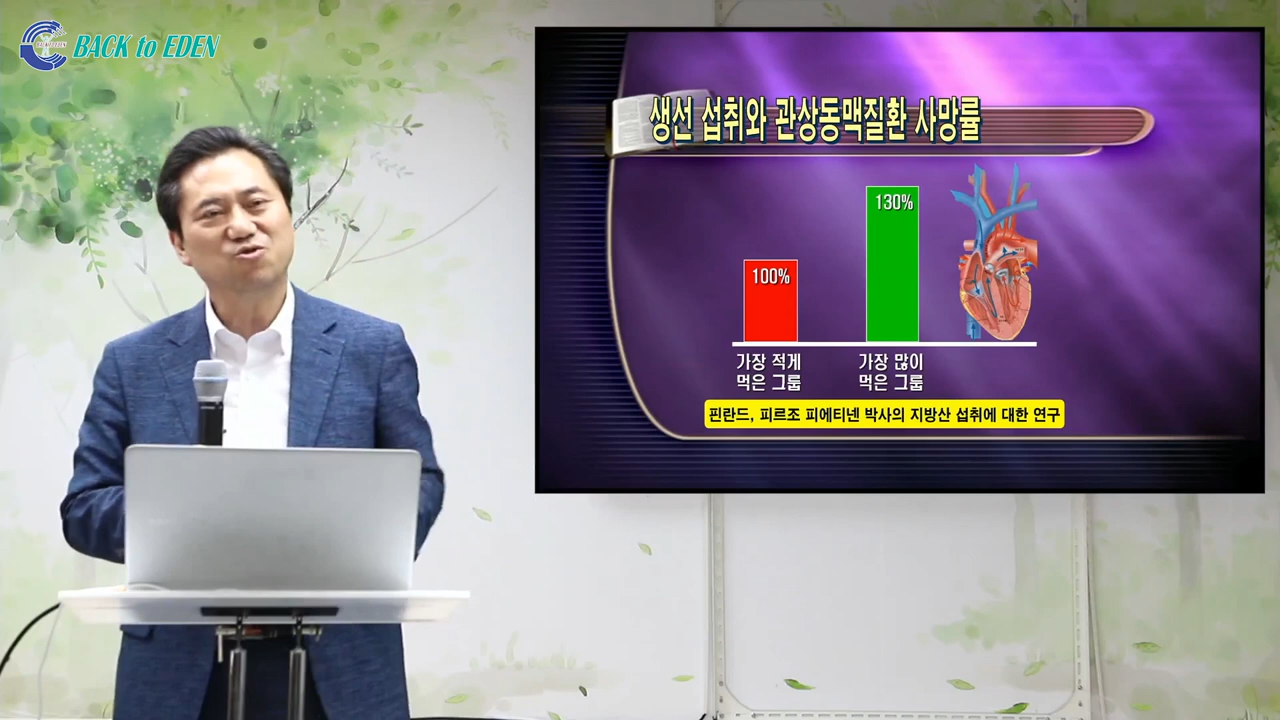 BACK to EDEN
생선 섭취와 관상동맥질환 사망률
100%
130%
가장 적게
먹은 그룹
가장 많이
먹은 그룹
핀란드, 피르조 피에티넨 박사의 지방산 섭취에 대한 연구